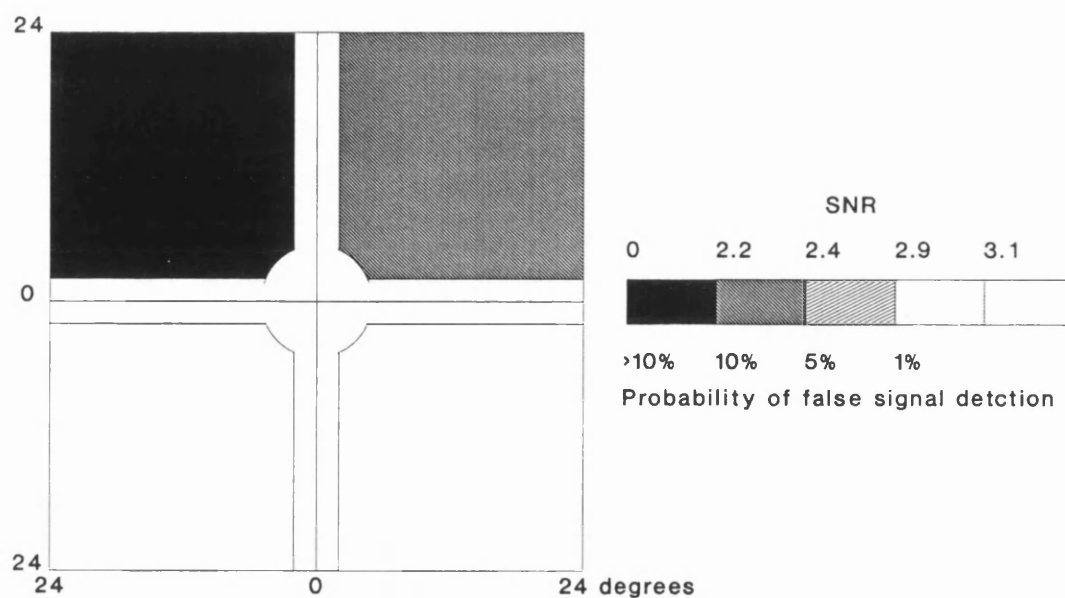 24
0
24
24 0 24 degrees
SNR
0 2.2 2.4 2.9 3.1
>10% 10% 5% 1%
Probability of false signal detction